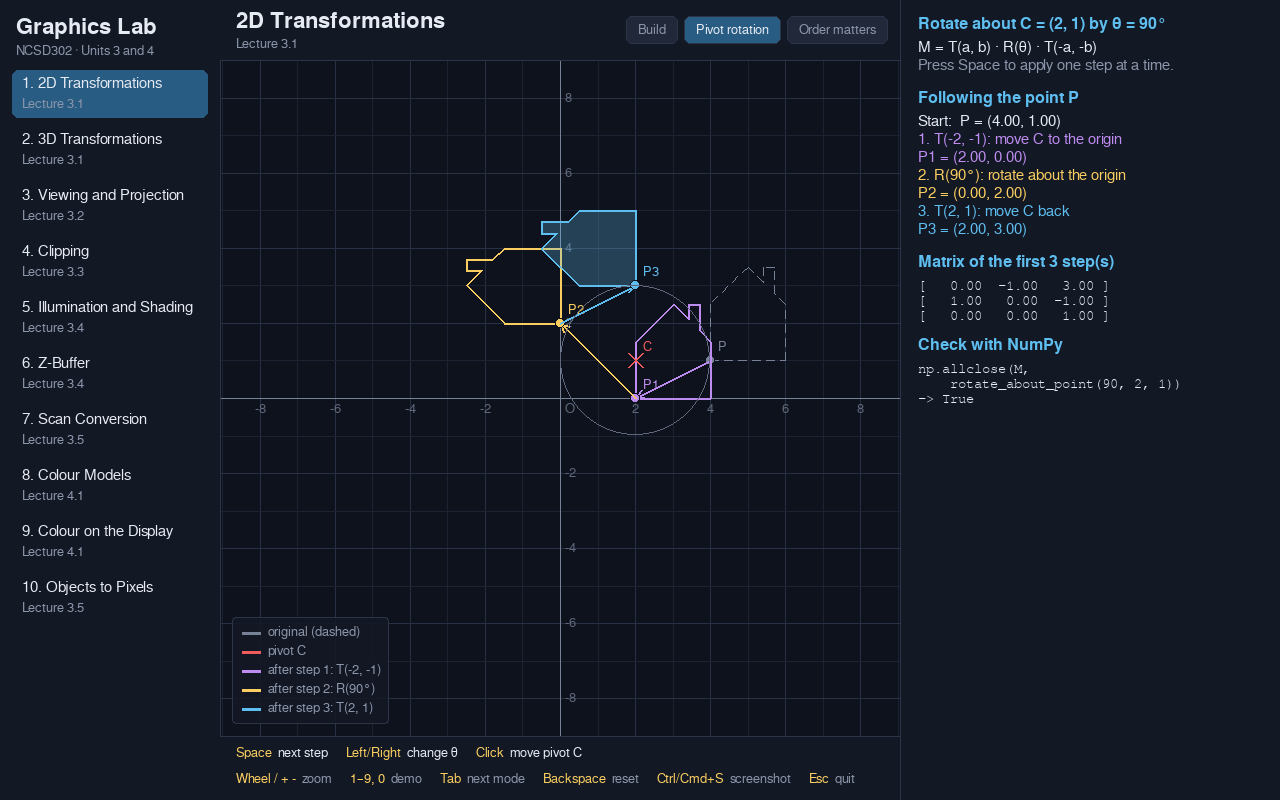 Graphics Lab
NCSD302 · Units 3 and 4
1. 2D Transformations
Lecture 3.1
2. 3D Transformations
Lecture 3.1
3. Viewing and Projection
Lecture 3.2
4. Clipping
Lecture 3.3
5. Illumination and Shading
Lecture 3.4
6. Z-Buffer
Lecture 3.4
7. Scan Conversion
Lecture 3.5
8. Colour Models
Lecture 4.1
9. Colour on the Display
Lecture 4.1
10. Objects to Pixels
Lecture 3.5
2D Transformations
Lecture 3.1
Build Pivot rotation Order matters
8
6
4
P3
P2
C P
P1
-8 -6 -4 -2 O 2 4 6 8
-2
-4
-6
-8
original (dashed)
pivot C
after step 1: T(-2, -1)
after step 2: R(90°)
after step 3: T(2, 1)
Space next step Left/Right change θ Click move pivot C
Wheel / + - zoom 1–9, 0 demo Tab next mode Backspace reset Ctrl/Cmd+S screenshot Esc quit
Rotate about C = (2, 1) by θ = 90°
M = T(a, b) · R(θ) · T(-a, -b)
Press Space to apply one step at a time.
Following the point P
Start: P = (4.00, 1.00)
1. T(-2, -1): move C to the origin
P1 = (2.00, 0.00)
2. R(90°): rotate about the origin
P2 = (0.00, 2.00)
3. T(2, 1): move C back
P3 = (2.00, 3.00)
Matrix of the first 3 step(s)
[ 0.00 −1.00 3.00 ]
[ 1.00 0.00 −1.00 ]
[ 0.00 0.00 1.00 ]
Check with NumPy
np.allclose(M,
rotate_about_point(90, 2, 1))
-> True